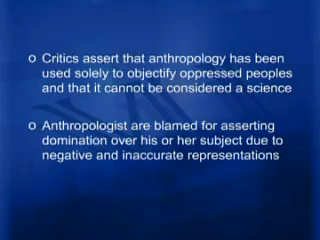 o Critics assert that anthropology has been
used solely to objectify oppressed peoples
and that it cannot be considered a science
o Anthropologist are blamed for asserting
domination over his or her subject due to
negative and inaccurate representations